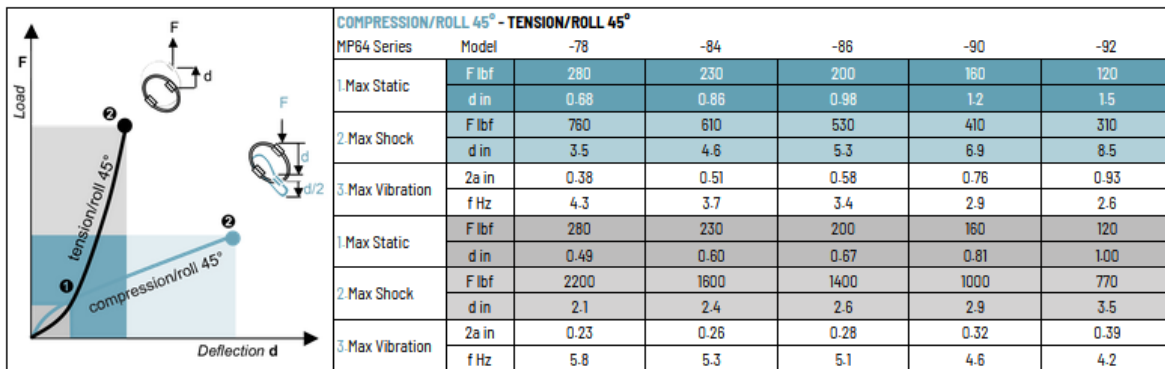 COMPRESSION/ROLL 45° - TENSION/ROLL 45°
MP64 Series Model -78 -84 -86 -90 -92
1.Max Static F lbf 280 230 200 160 120
d in 0.68 0.86 0.98 1.2 1.5
2.Max Shock F lbf 760 610 530 410 310
d in 3.5 4.6 5.3 6.9 8.5
3.Max Vibration 2a in 0.38 0.51 0.58 0.76 0.93
f Hz 4.3 3.7 3.4 2.9 2.6
1.Max Static F lbf 280 230 200 160 120
d in 0.49 0.60 0.67 0.81 1.00
2.Max Shock F lbf 2200 1600 1400 1000 770
d in 2.1 2.4 2.6 2.9 3.5
3.Max Vibration 2a in 0.23 0.26 0.28 0.32 0.39
f Hz 5.8 5.3 5.1 4.6 4.2
F
Load
F
d
2
F
d
d/2
tension/roll 45°
2
1
compression/roll 45°
Deflection d